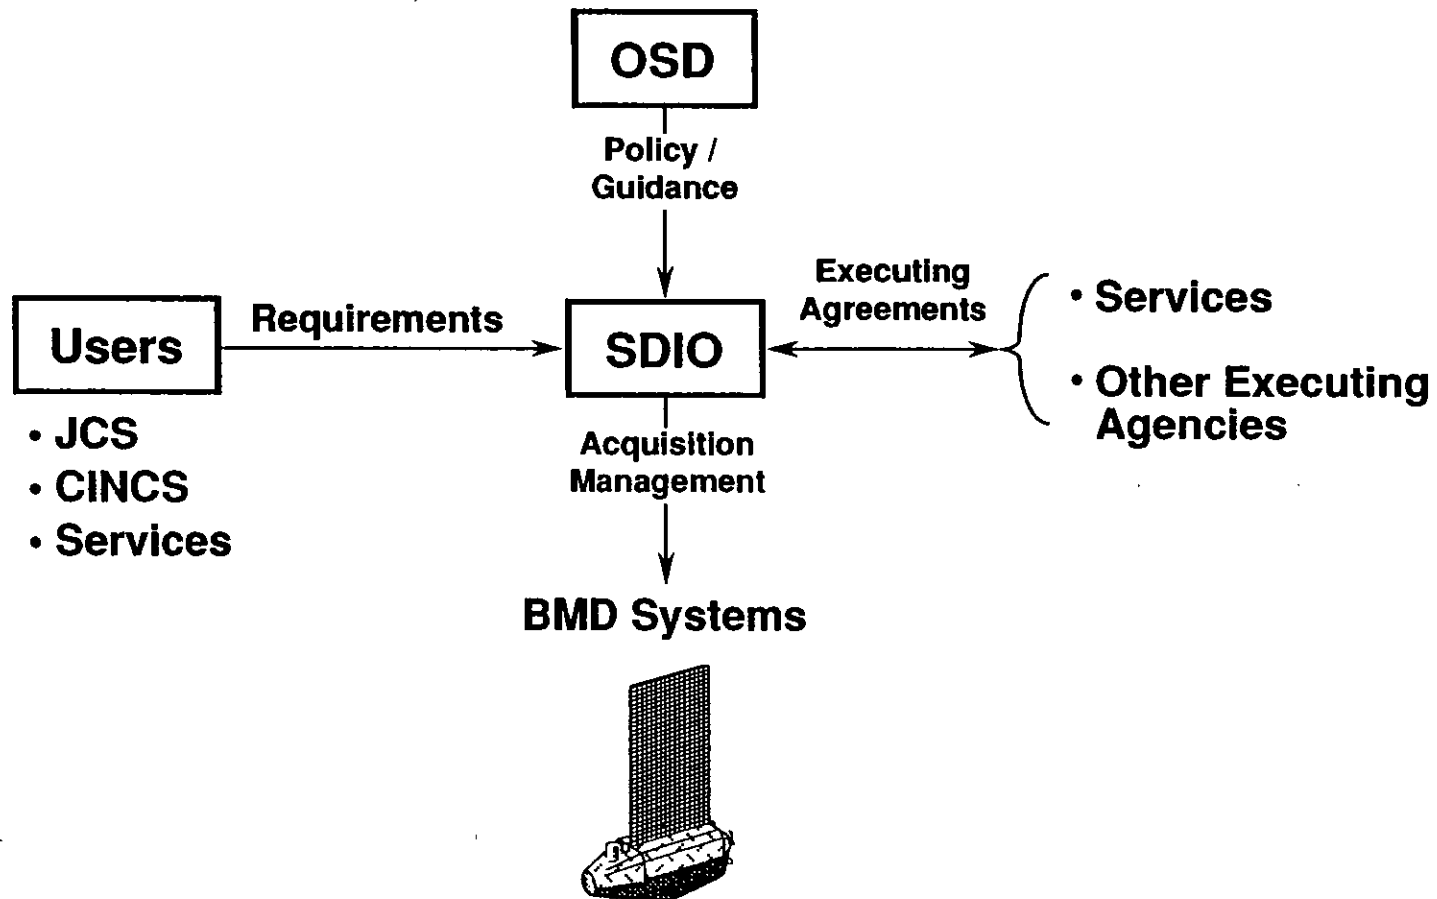 OSD
Policy /
Guidance
Users
Requirements
SDIO
Executing
Agreements
• Services
• Other Executing
Agencies
• JCS
• CINCS
• Services
Acquisition
Management
BMD Systems